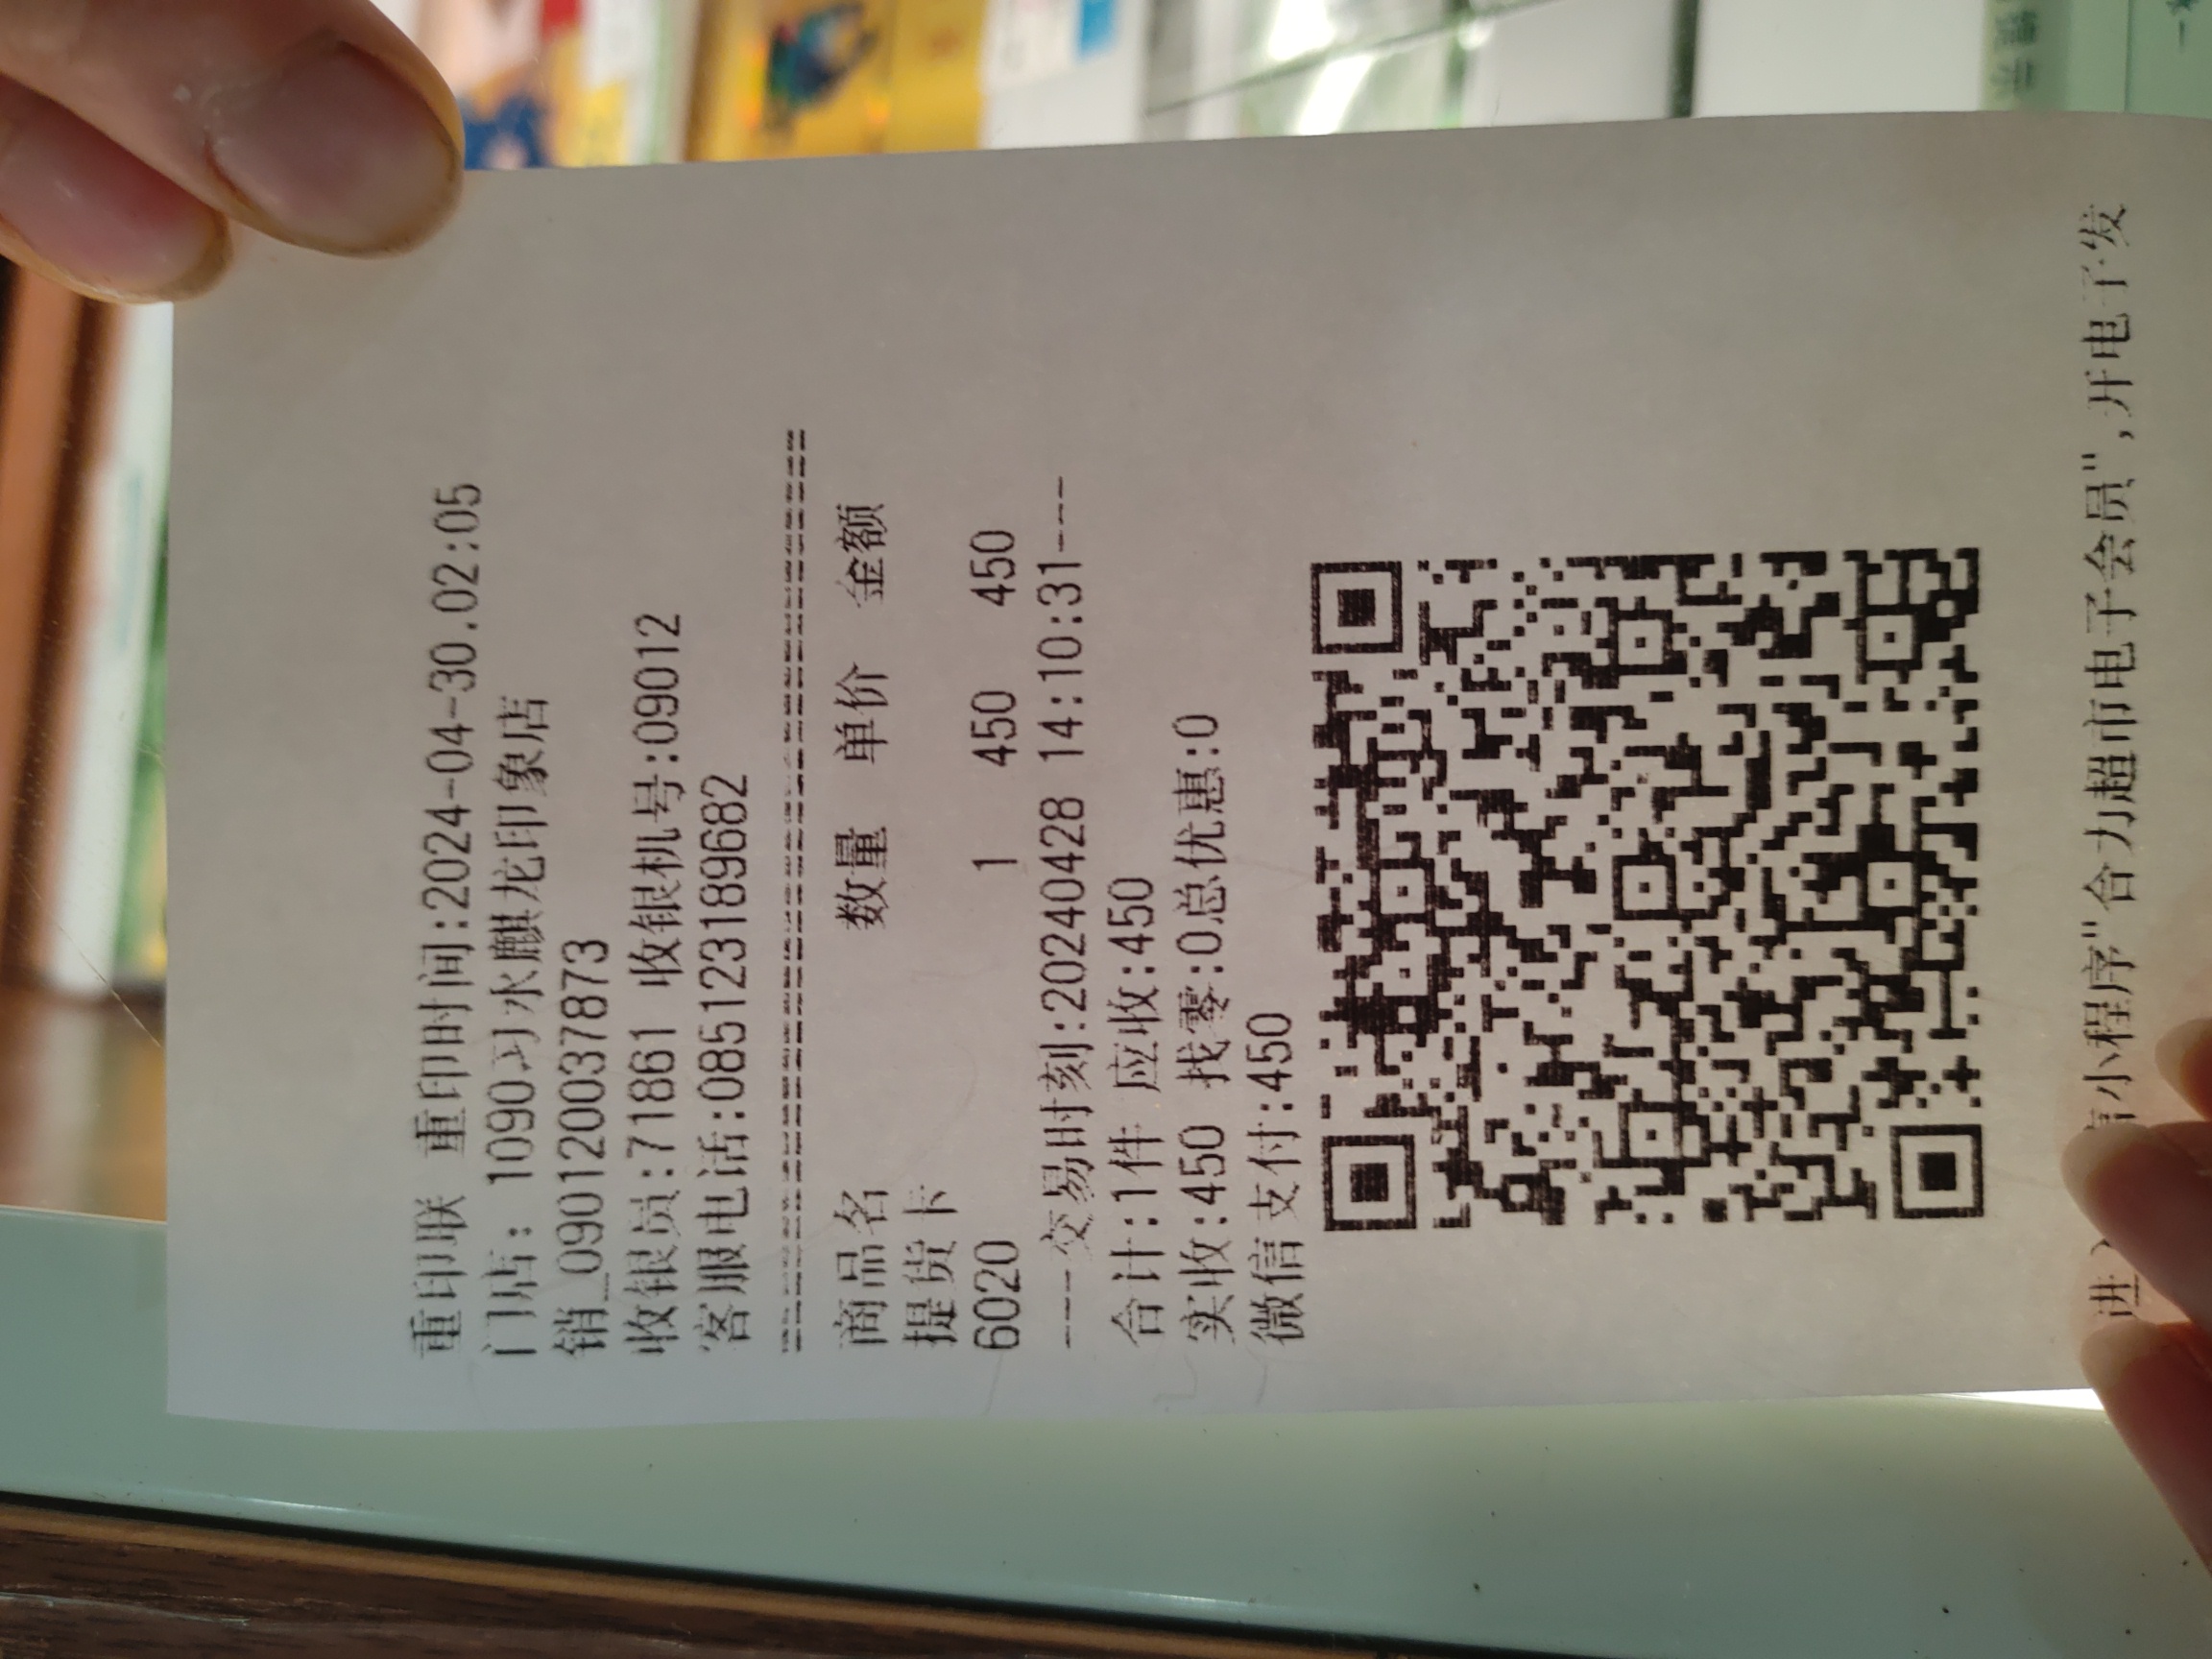 重印联 重印时间:2024-04-30.02:05
门店: 1090习水麒龙印象店
销_090120037873
收银员:71861 收银机号:09012
客服电话:085123189682
==============================
商品名 数量 单价 金额
提货卡
6020 1 450 450
---交易时刻:20240428 14:10:31---
合计:1件 应收:450
实收:450 找零:0总优惠:0
微信支付:450
进 信小程序"合力超市电子会员",开电子发